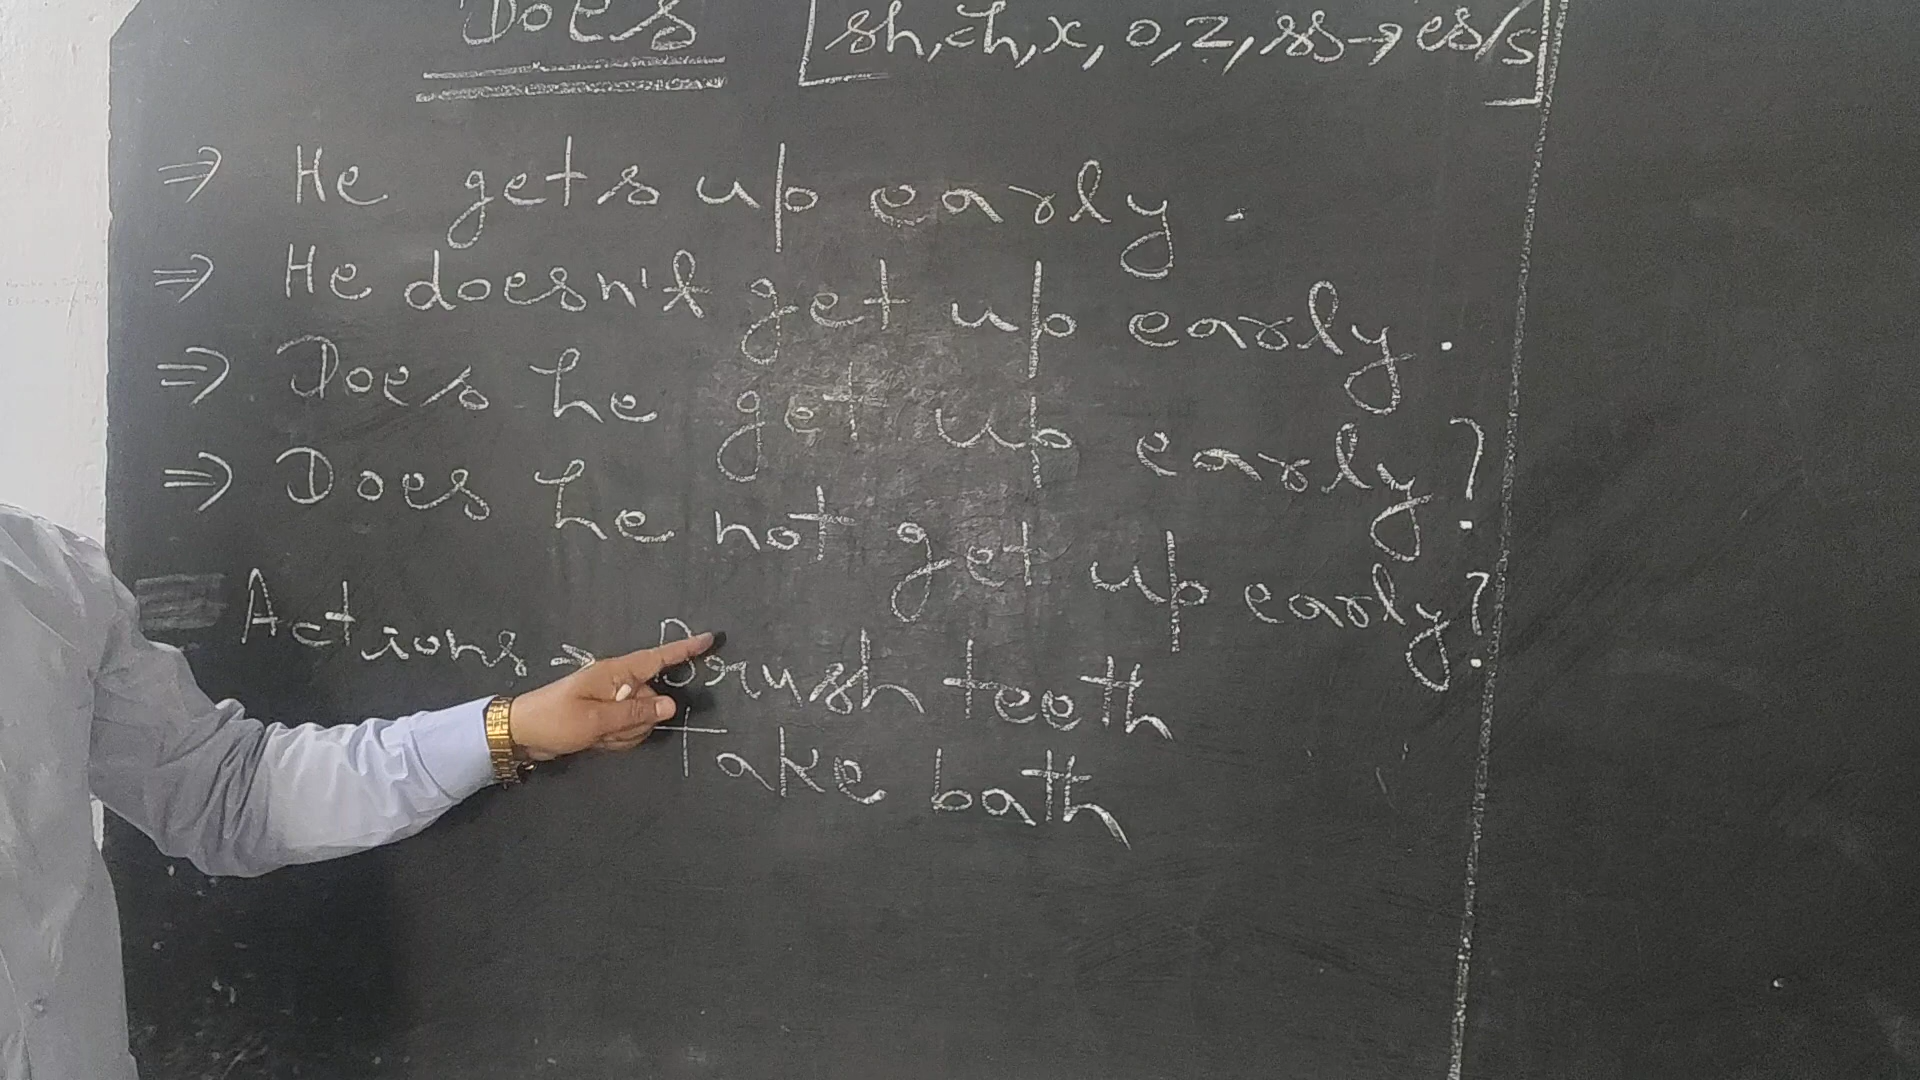 Does [sh, ch, x, o, z, ss → es/s]
⇒ He gets up early.
⇒ He doesn't get up early.
⇒ Does he get up early?
⇒ Does he not get up early?
Actions → Brush teeth
Take bath